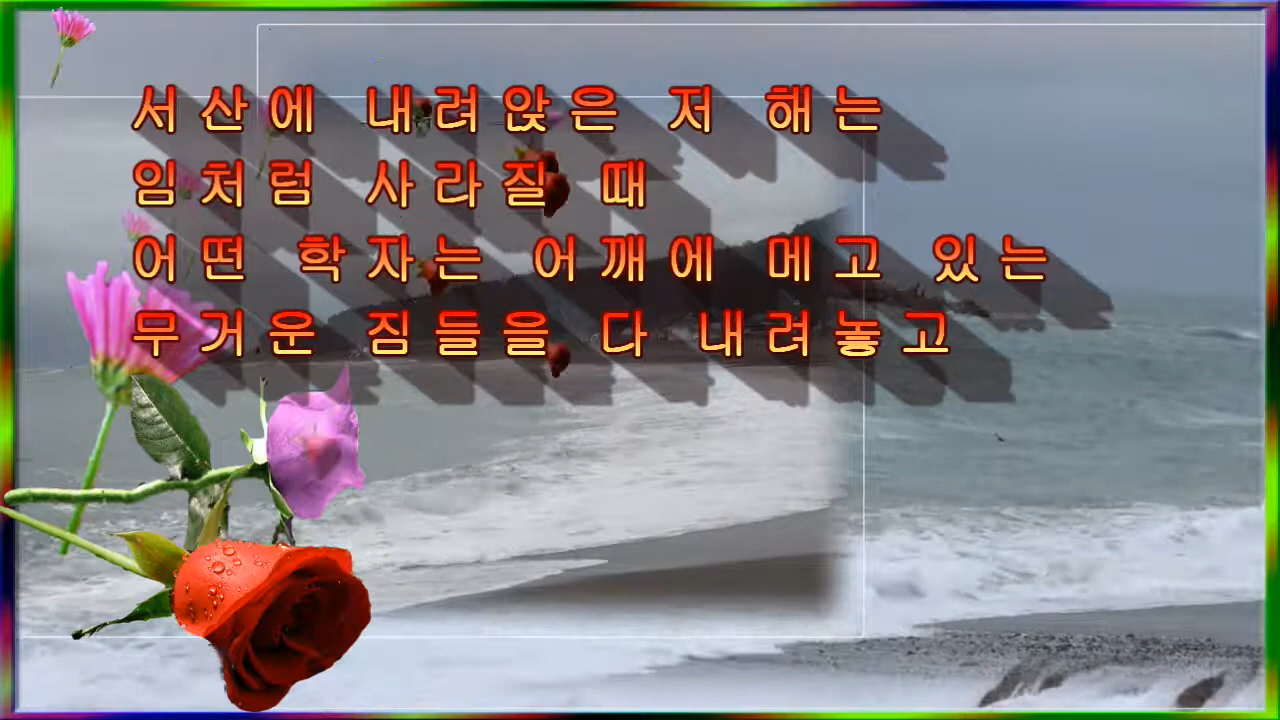 서산에 내려앉은 저 해는
임처럼 사라질 때
어떤 학자는 어깨에 메고 있는
무거운 짐들을 다 내려놓고